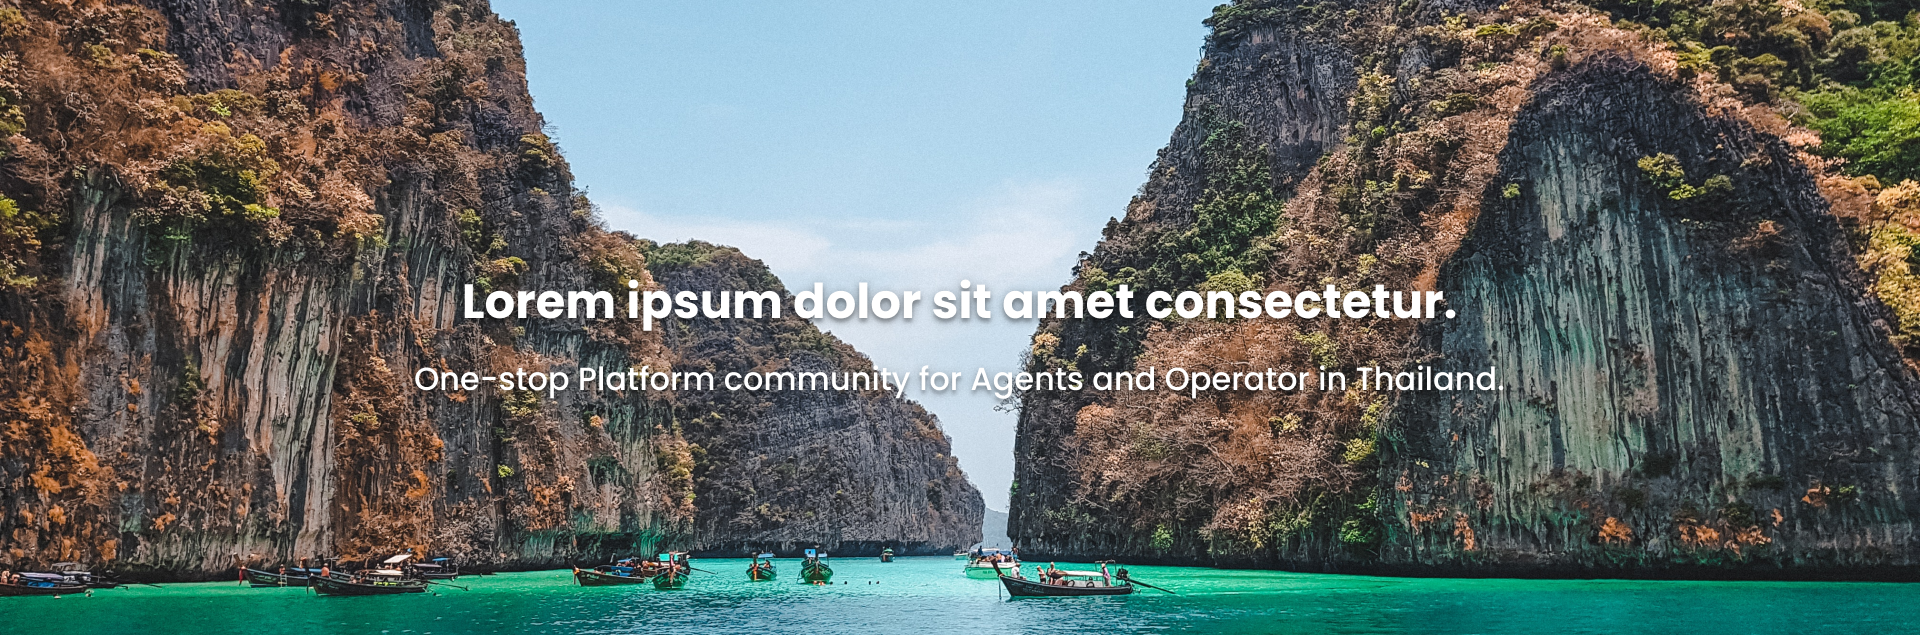 Lorem ipsum dolor sit amet consectetur.
One-stop Platform community for Agents and Operator in Thailand.